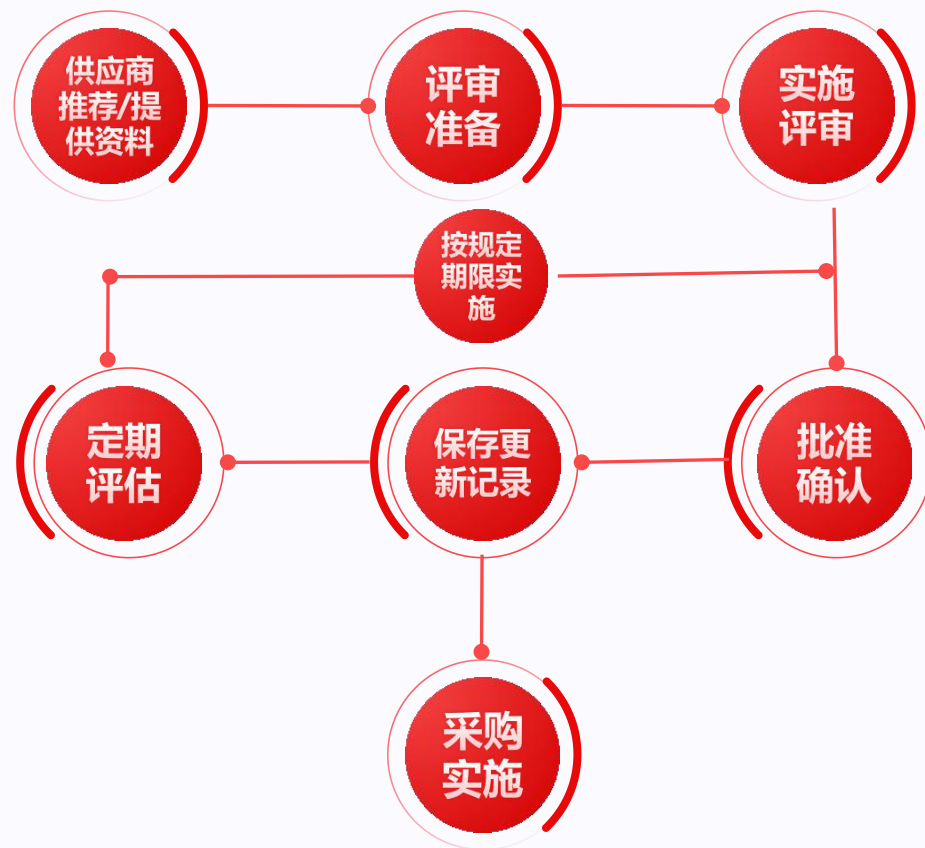 供应商
推荐/提
供资料
评审
准备
实施
评审
按规定
期限实
施
定期
评估
保存更
新记录
批准
确认
采购
实施